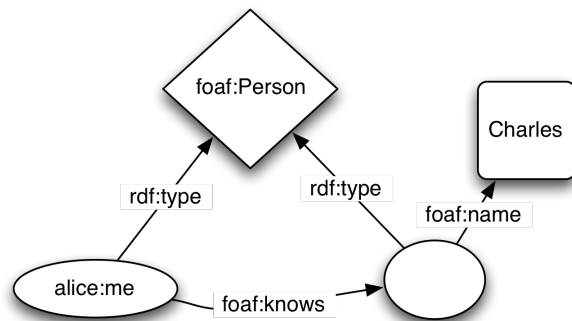 foaf:Person
Charles
rdf:type
rdf:type
foaf:name
alice:me
foaf:knows